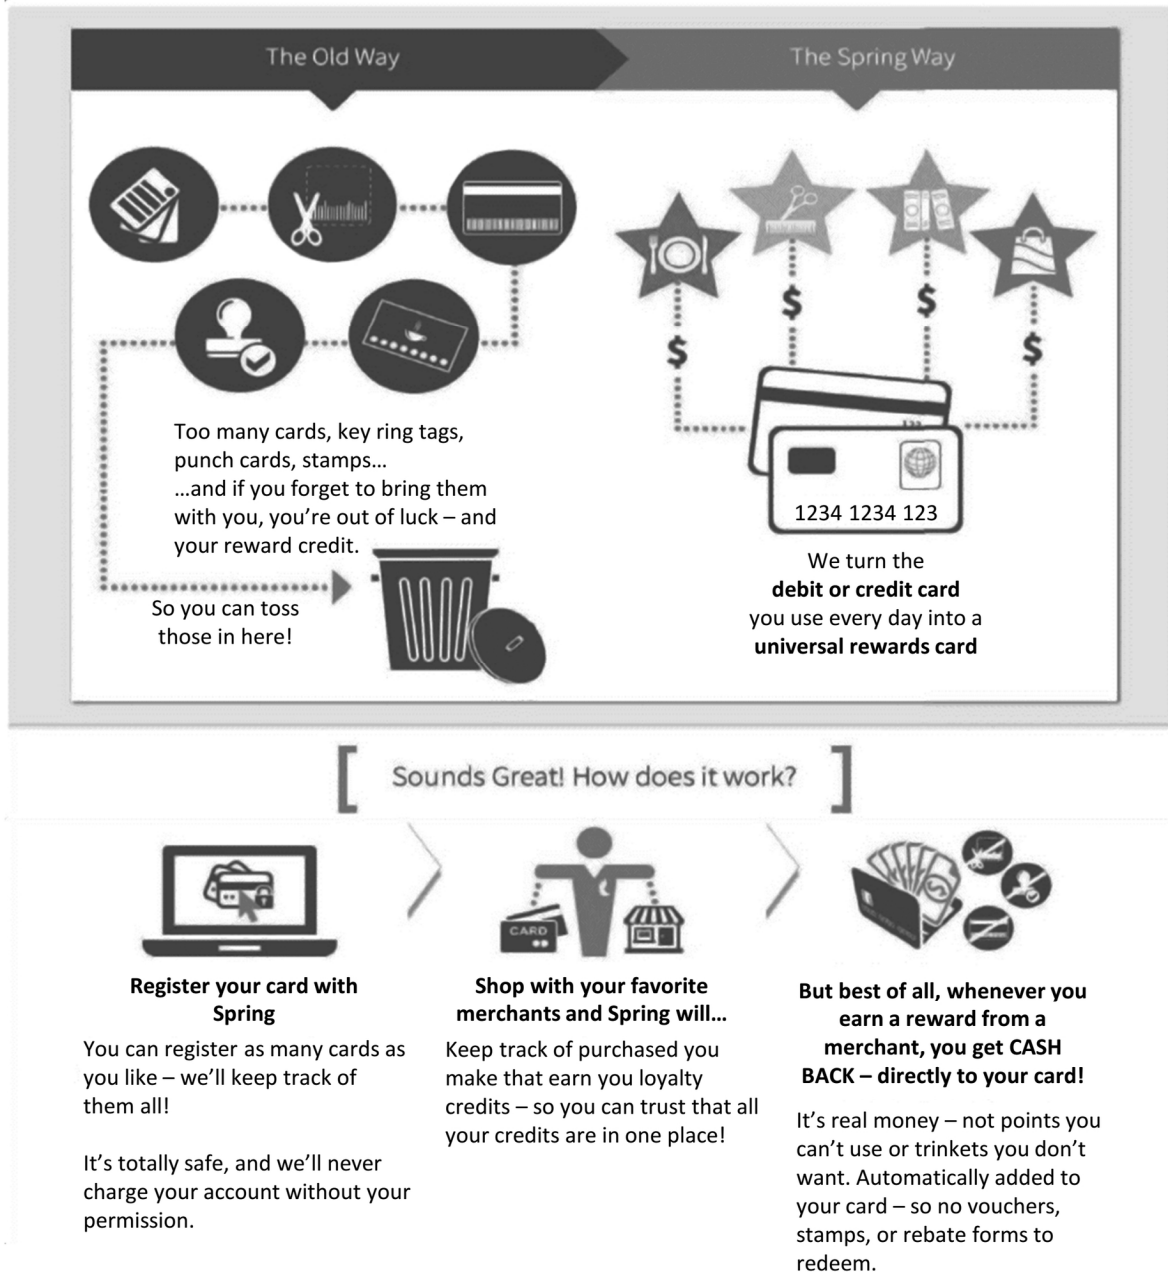 The Old Way
The Spring Way
Too many cards, key ring tags,
punch cards, stamps…
…and if you forget to bring them
with you, you’re out of luck – and
your reward credit.
So you can toss
those in here!
$
$
$
$
1234 1234 123
We turn the
debit or credit card
you use every day into a
universal rewards card
[ Sounds Great! How does it work? ]
CARD
Register your card with
Spring
You can register as many cards as
you like – we’ll keep track of
them all!
It’s totally safe, and we’ll never
charge your account without your
permission.
Shop with your favorite
merchants and Spring will…
Keep track of purchased you
make that earn you loyalty
credits – so you can trust that all
your credits are in one place!
But best of all, whenever you
earn a reward from a
merchant, you get CASH
BACK – directly to your card!
It’s real money – not points you
can’t use or trinkets you don’t
want. Automatically added to
your card – so no vouchers,
stamps, or rebate forms to
redeem.